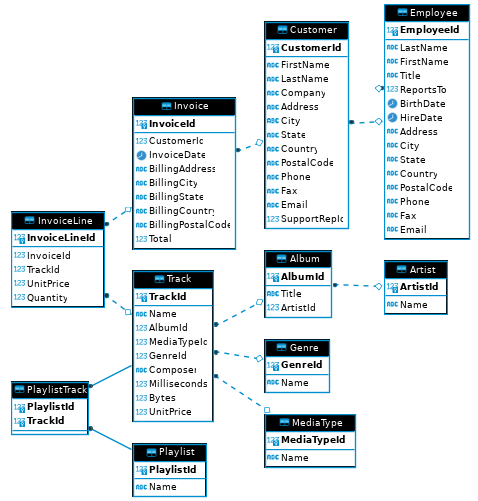 Employee
EmployeeId
LastName
FirstName
Title
ReportsTo
BirthDate
HireDate
Address
City
State
Country
PostalCode
Phone
Fax
Email
Customer
CustomerId
FirstName
LastName
Company
Address
City
State
Country
PostalCode
Phone
Fax
Email
SupportRepId
Invoice
InvoiceId
CustomerId
InvoiceDate
BillingAddress
BillingCity
BillingState
BillingCountry
BillingPostalCode
Total
InvoiceLine
InvoiceLineId
InvoiceId
TrackId
UnitPrice
Quantity
Track
TrackId
Name
AlbumId
MediaTypeId
GenreId
Composer
Milliseconds
Bytes
UnitPrice
Album
AlbumId
Title
ArtistId
Artist
ArtistId
Name
Genre
GenreId
Name
MediaType
MediaTypeId
Name
PlaylistTrack
PlaylistId
TrackId
Playlist
PlaylistId
Name